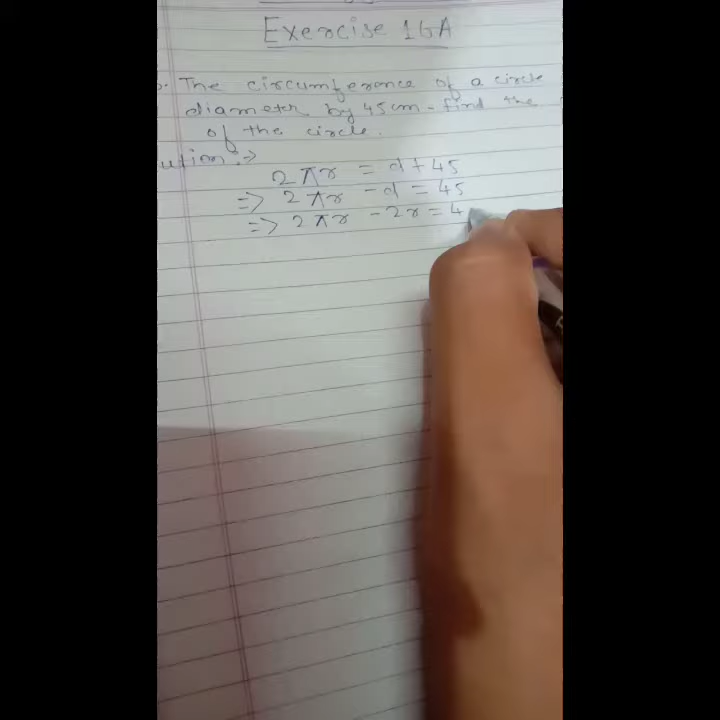 Exercise 16A
The circumference of a circle
diameter by 45 cm. find the
of the circle.
ution :⇒
2πr = d + 45
⇒ 2πr - d = 45
⇒ 2πr - 2r = 4